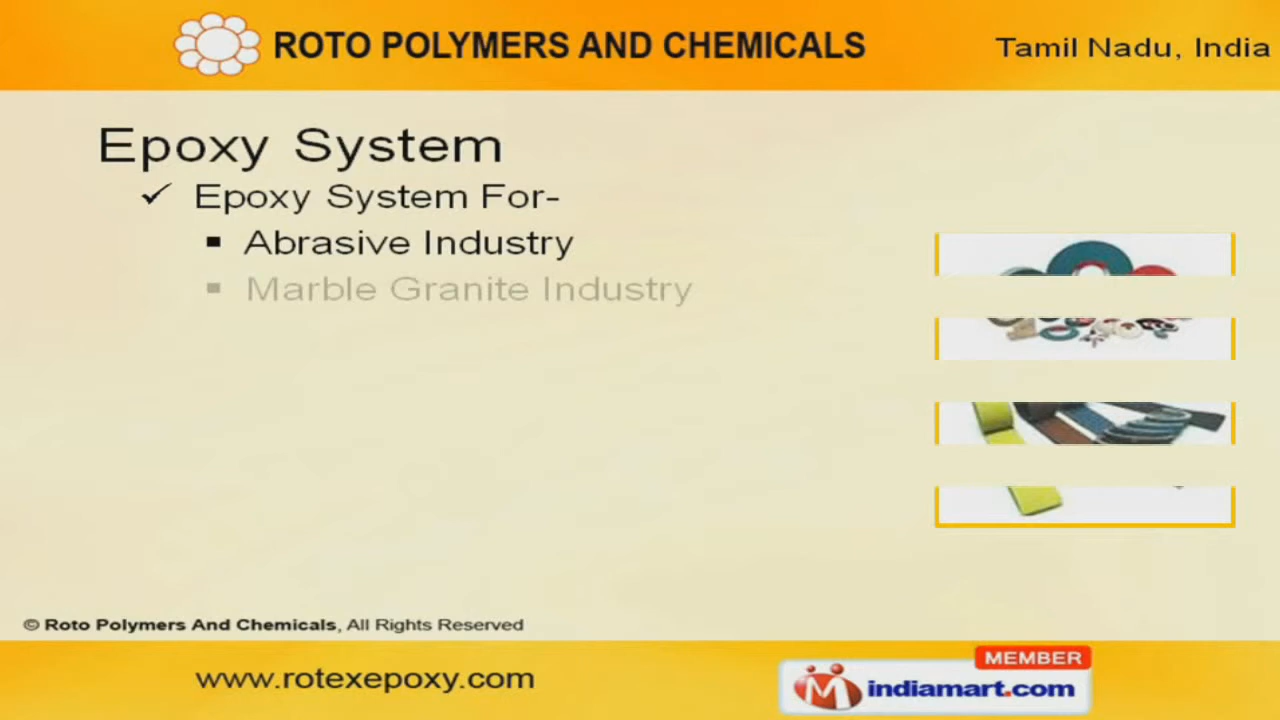 ROTO POLYMERS AND CHEMICALS
Tamil Nadu, India
Epoxy System
✓ Epoxy System For-
▪ Abrasive Industry
▪ Marble Granite Industry
© Roto Polymers And Chemicals, All Rights Reserved
www.rotexepoxy.com
MEMBER
indiamart.com